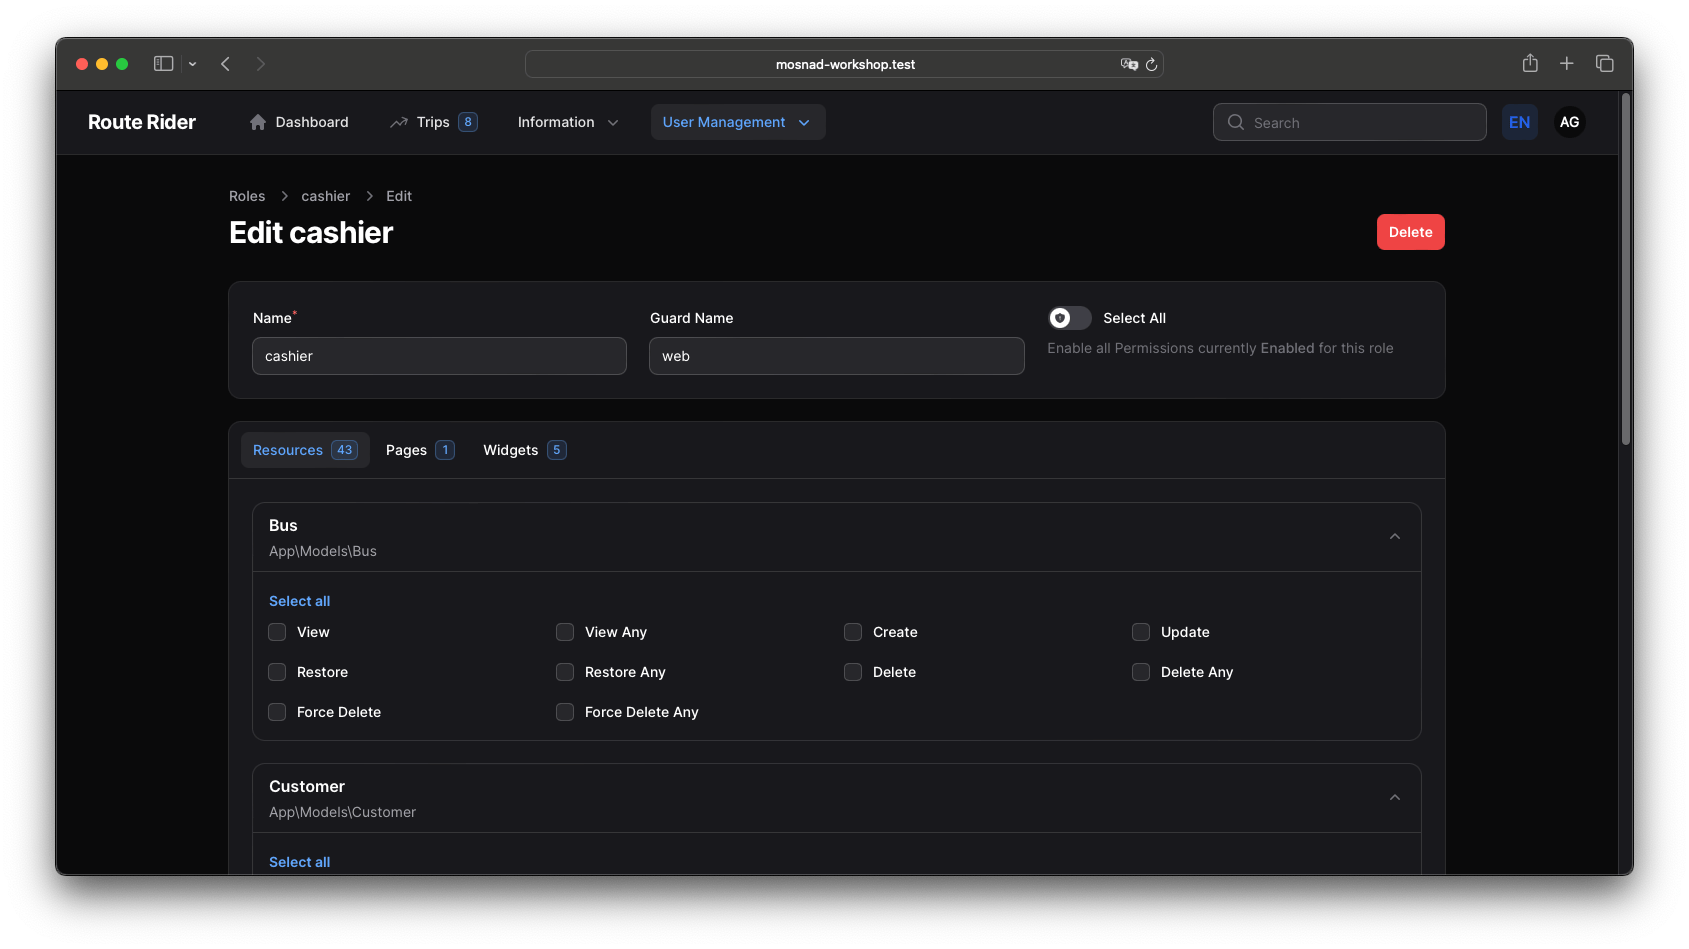 mosnad-workshop.test
Route Rider
Dashboard
Trips 8
Information
User Management
Search
EN
AG
Roles > cashier > Edit
Edit cashier
Delete
Name*
Guard Name
Select All
cashier
web
Enable all Permissions currently Enabled for this role
Resources 43
Pages 1
Widgets 5
Bus
App\Models\Bus
Select all
View
View Any
Create
Update
Restore
Restore Any
Delete
Delete Any
Force Delete
Force Delete Any
Customer
App\Models\Customer
Select all